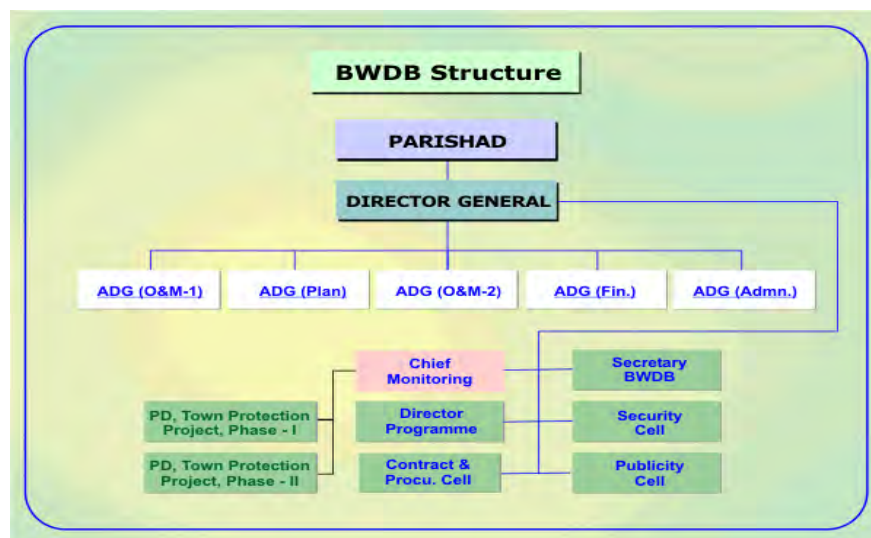 BWDB Structure
PARISHAD
DIRECTOR GENERAL
ADG (O&M-1)
ADG (Plan)
ADG (O&M-2)
ADG (Fin.)
ADG (Admn.)
Chief
Monitoring
Secretary
BWDB
PD, Town Protection
Project, Phase - I
Director
Programme
Security
Cell
PD, Town Protection
Project, Phase - II
Contract &
Procu. Cell
Publicity
Cell